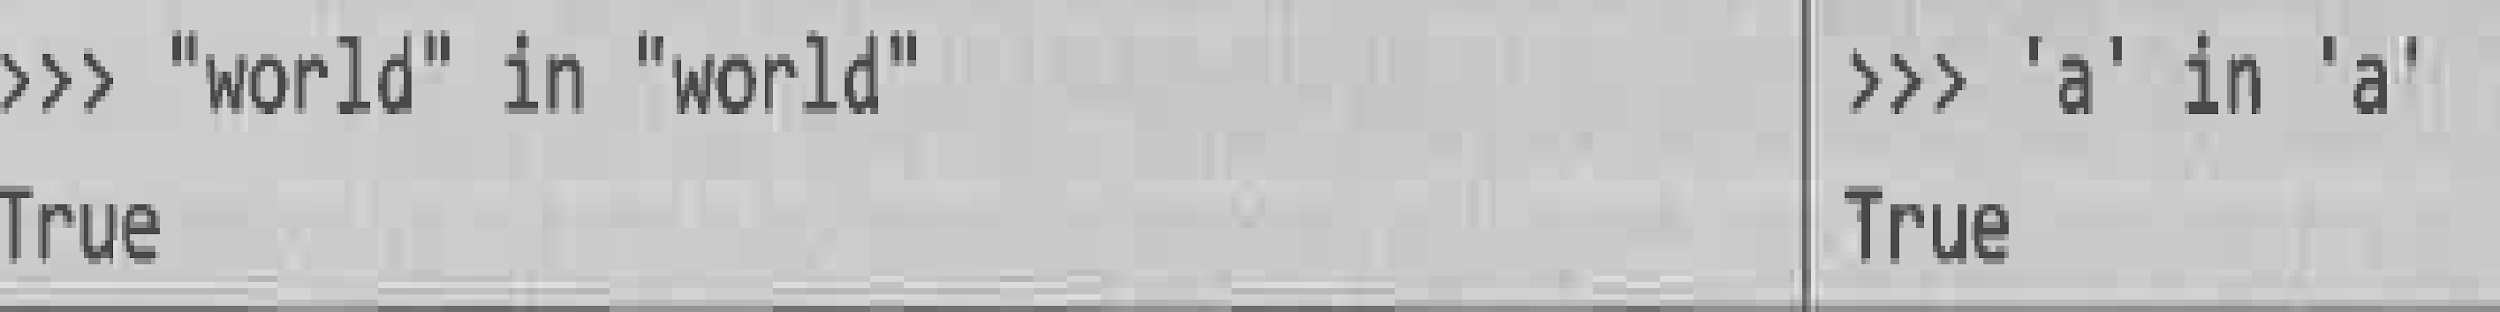 >>> "world" in "world"
True
>>> 'a' in 'a'
True